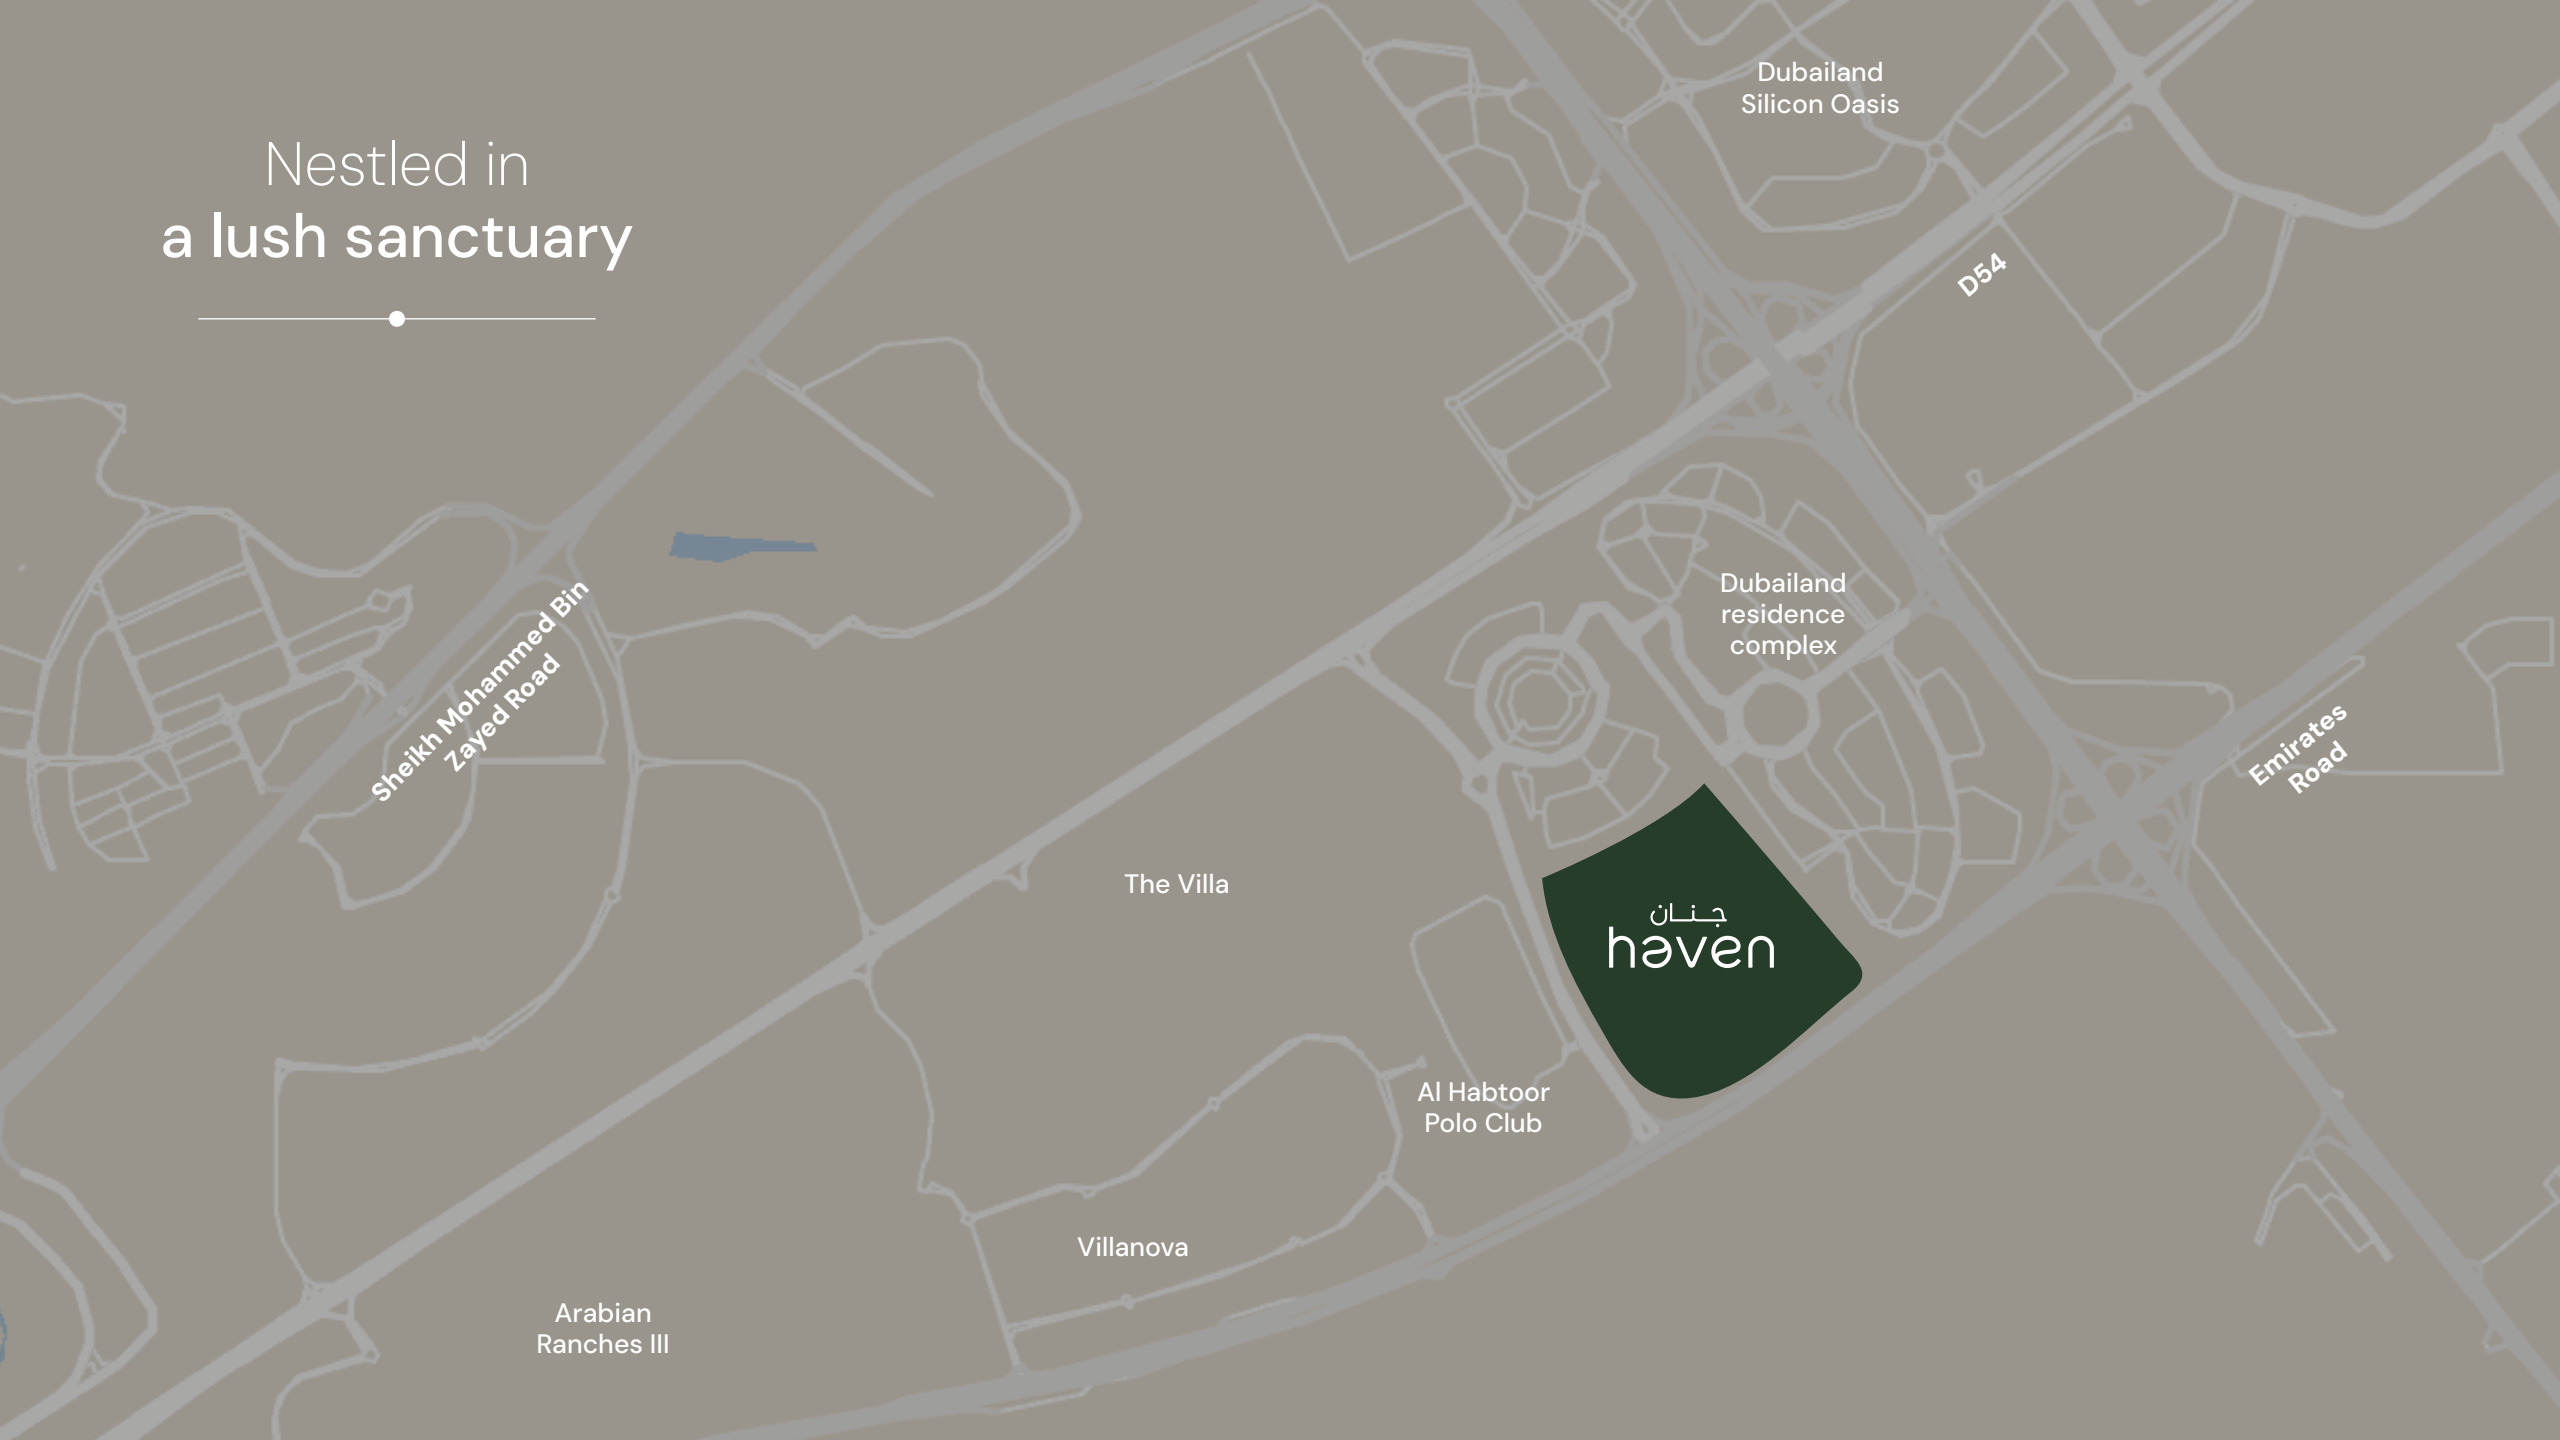 Nestled in
a lush sanctuary
Dubailand
Silicon Oasis
D54
Sheikh Mohammed Bin
Zayed Road
Dubailand
residence
complex
Emirates
Road
The Villa
جنان
haven
Al Habtoor
Polo Club
Villanova
Arabian
Ranches III